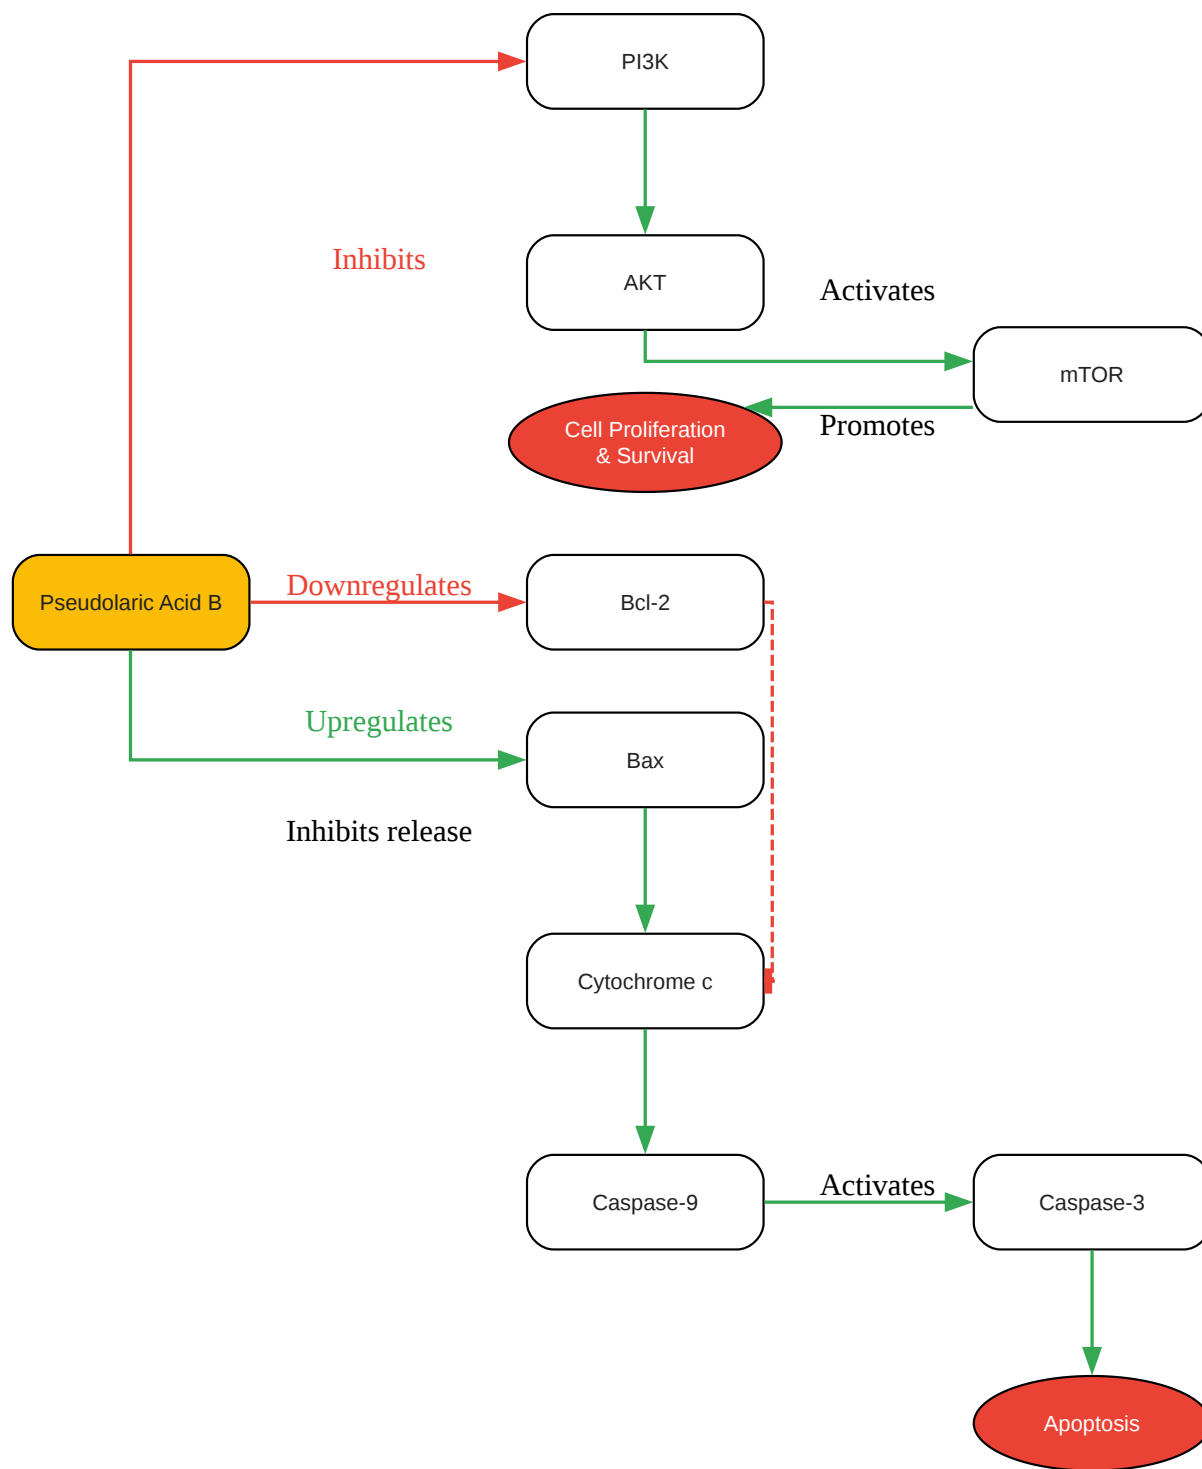 PI3K
Inhibits
AKT
Activates
mTOR
Cell Proliferation
& Survival
Promotes
Pseudolaric Acid B
Downregulates
Bcl-2
Upregulates
Bax
Inhibits release
Cytochrome c
Caspase-9
Activates
Caspase-3
Apoptosis